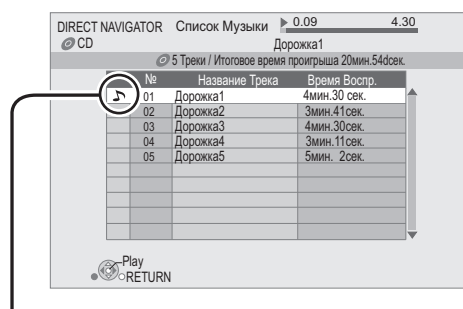 DIRECT NAVIGATOR Список Музыки 0.09 4.30
CD Дорожка1
5 Треки / Итоговое время проигрыша 20мин.54dсек.
№ Название Трека Время Воспр.
01 Дорожка1 4мин.30 сек.
02 Дорожка2 3мин.41сек.
03 Дорожка3 4мин.30сек.
04 Дорожка4 3мин.11сек.
05 Дорожка5 5мин. 2сек.
Play
RETURN